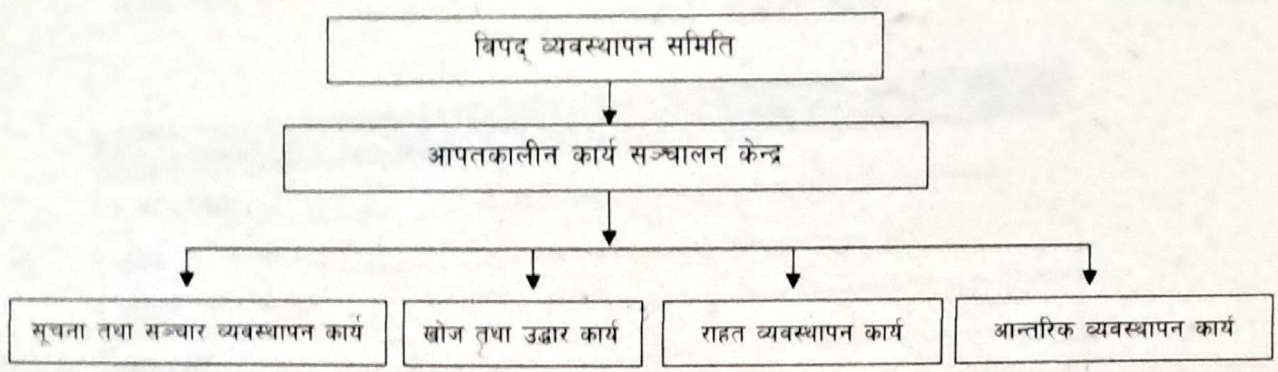 विपद् व्यवस्थापन समिति
आपतकालीन कार्य सञ्चालन केन्द्र
सूचना तथा सञ्चार व्यवस्थापन कार्य
खोज तथा उद्धार कार्य
राहत व्यवस्थापन कार्य
आन्तरिक व्यवस्थापन कार्य